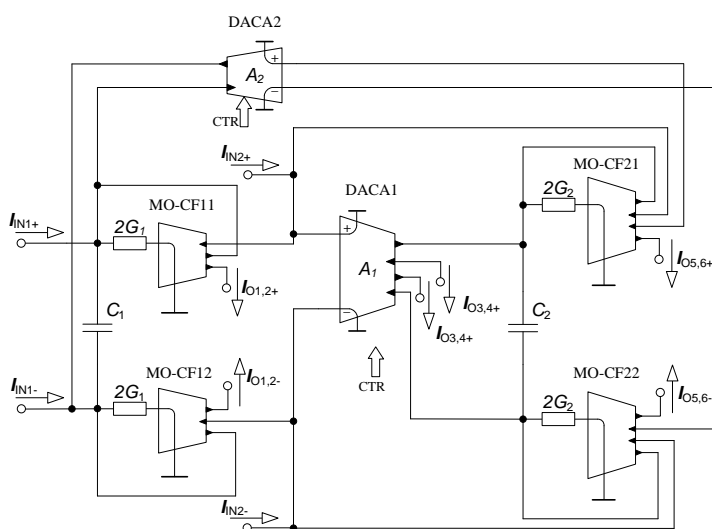 DACA2
+
A2
−
CTR
IIN2+
MO-CF21
DACA1
MO-CF11
2G2
IIN1+
2G1
+
A1
IO5,6+
IO1,2+
IO3,4+
C1
−
IO3,4+
C2
MO-CF12
IO1,2-
MO-CF22
IIN1-
2G1
CTR
2G2
IO5,6-
IIN2-